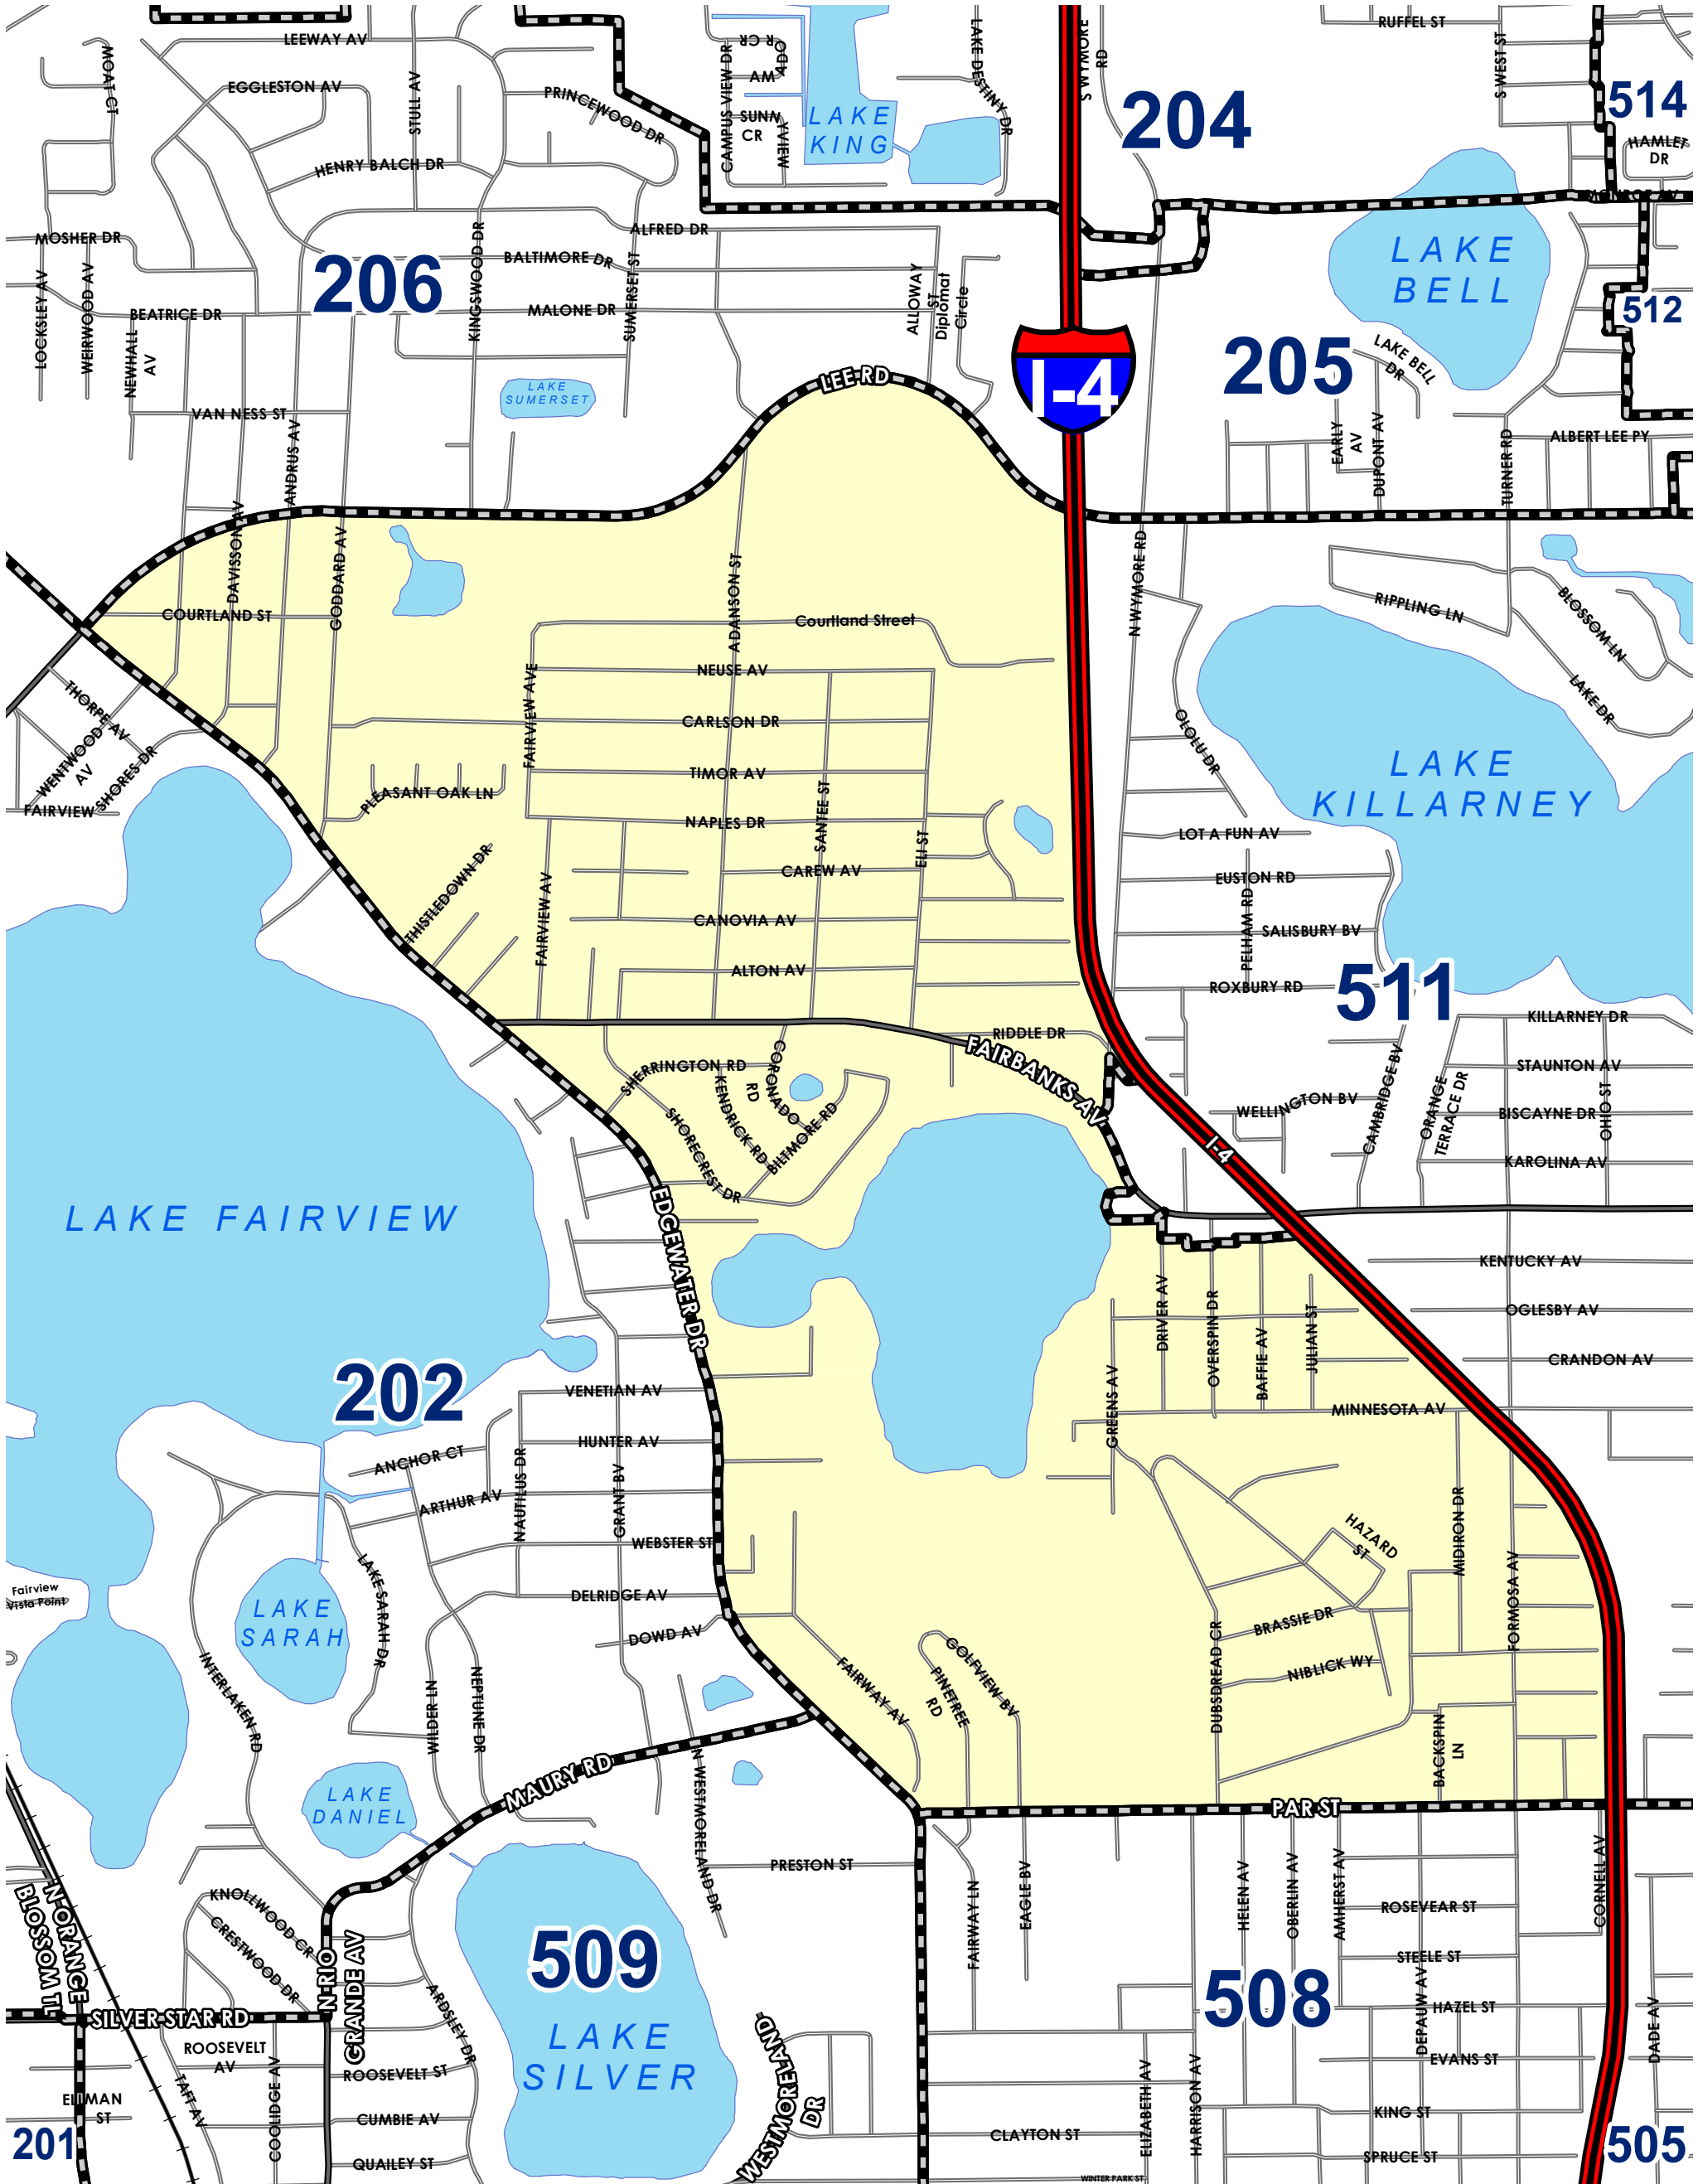 LEEWAY AV
MOAT CT
EGGLESTON AV
STULL AV
PRINCEWOOD DR
HENRY BALCH DR
CAMPUS VIEW DR
ADA
R CR
AM
SUNN
YVIEW
CR
LAKE
KING
LAKE DESTINY DR
S WYMORE
RD
RUFFEL ST
S WEST ST
204
514
HAMLET
DR
MONROE AV
MOSHER DR
LOCKSLEY AV
WEIRWOOD AV
BEATRICE DR
NEWHALL
AV
206
KINGSWOOD DR
ALFRED DR
BALTIMORE DR
SUMERSET ST
MALONE DR
ALLOWAY
ST
Diplomat
Circle
LAKE
BELL
512
205
LAKE BELL
DR
LAKE
SUMERSET
LEE RD
I-4
VAN NESS ST
ANDRUS AV
EARLY
AV
DUPONT AV
TURNER RD
ALBERT LEE PY
DAVISSON AV
GODDARD AV
COURTLAND ST
ADANSON ST
Courtland Street
N WYMORE RD
RIPPLING LN
BLOSSOM LN
LAKE DR
THORPE AV
WENTWOOD
AV
FAIRVIEW SHORES DR
FAIRVIEW AVE
NEUSE AV
CARLSON DR
TIMOR AV
PLEASANT OAK LN
NAPLES DR
SANTEE ST
ELI ST
OLOLU DR
LAKE
KILLARNEY
LOT A FUN AV
EUSTON RD
PELHAM RD
SALISBURY BV
ROXBURY RD
511
THISTLEDOWN DR
FAIRVIEW AV
CAREW AV
CANOVIA AV
ALTON AV
RIDDLE DR
FAIRBANKS AV
KILLARNEY DR
STAUNTON AV
BISCAYNE DR
OHIO ST
KAROLINA AV
CAMBRIDGE BV
ORANGE
TERRACE DR
WELLINGTON BV
I-4
SHERRINGTON RD
CORONADO
RD
KENDRICK RD
BILTMORE RD
SHORECREST DR
LAKE FAIRVIEW
EDGEWATER DR
KENTUCKY AV
OGLESBY AV
CRANDON AV
DRIVER AV
OVERSPIN DR
BAFFIE AV
JULIAN ST
GREENS AV
MINNESOTA AV
202
VENETIAN AV
HUNTER AV
ANCHOR CT
ARTHUR AV
NAUTILUS DR
GRANT BV
WEBSTER ST
DELRIDGE AV
DOWD AV
LAKE SARAH DR
Fairview
Vista Point
LAKE
SARAH
INTERLAKEN RD
WILDER LN
NEPTUNE DR
HAZARD
ST
MIDIRON DR
FORMOSA AV
BRASSIE DR
NIBLICK WY
DUBSDREAD CR
BACKSPIN
LN
FAIRWAY AV
PINETREE
RD
GOLFVIEW BV
LAKE
DANIEL
MAURY RD
N WESTMORELAND DR
PAR ST
PRESTON ST
FAIRWAY LN
EAGLE BV
HELEN AV
OBERLIN AV
AMHERST AV
CORNELL AV
ROSEVEAR ST
STEELE ST
HAZEL ST
DEPAUW AV
EVANS ST
DADE AV
KING ST
SPRUCE ST
508
505
KNOLLWOOD CR
CRESTWOOD DR
N ORANGE
BLOSSOM TL
SILVER STAR RD
N RIO
GRANDE AV
ARDSLEY DR
509
LAKE
SILVER
ROOSEVELT
AV
ROOSEVELT ST
TAFT AV
COOLIDGE AV
ELLMAN
ST
CUMBIE AV
QUAILEY ST
201
WESTMORELAND
DR
ELIZABETH AV
HARRISON AV
CLAYTON ST
WINTER PARK ST